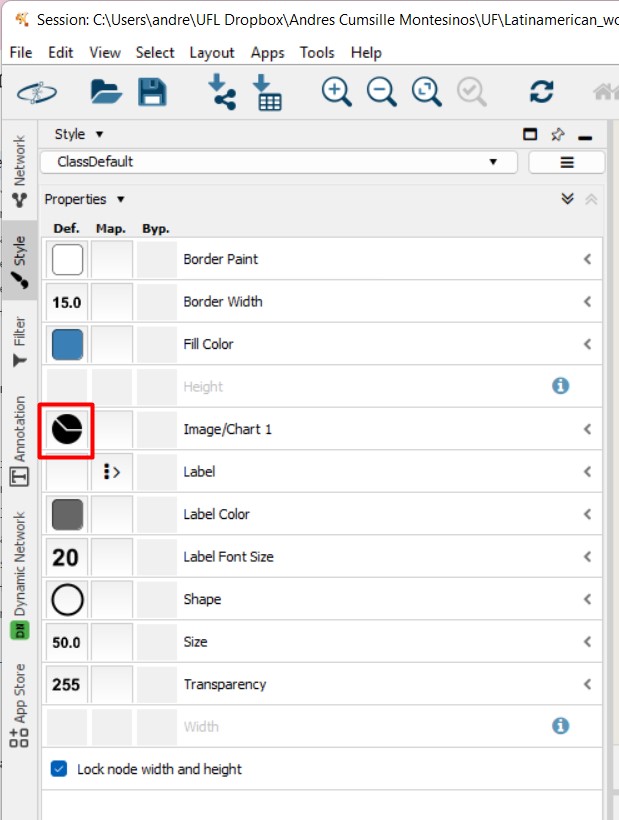 Session: C:\Users\andre\UFL Dropbox\Andres Cumsille Montesinos\UF\Latinamerican_wo
File Edit View Select Layout Apps Tools Help
Style
ClassDefault
Properties
Def. Map. Byp.
Border Paint
15.0 Border Width
Fill Color
Height
Image/Chart 1
Label
Label Color
20 Label Font Size
Shape
50.0 Size
255 Transparency
Width
Lock node width and height
Network
Style
Filter
T Annotation
DN Dynamic Network
App Store